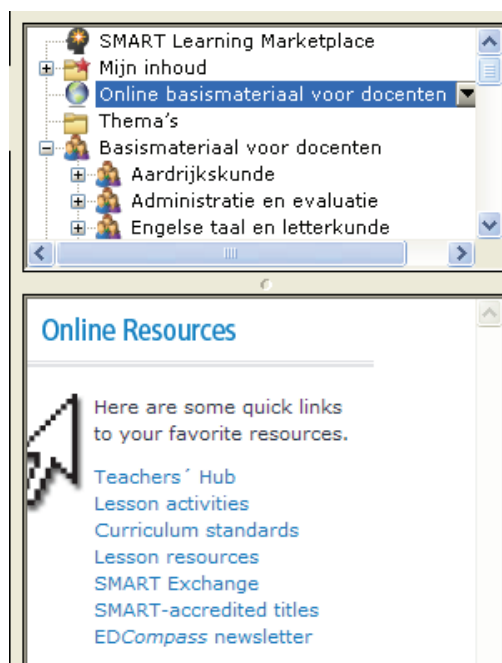 SMART Learning Marketplace
Mijn inhoud
Online basismateriaal voor docenten
Thema's
Basismateriaal voor docenten
Aardrijkskunde
Administratie en evaluatie
Engelse taal en letterkunde
Online Resources
Here are some quick links
to your favorite resources.
Teachers´ Hub
Lesson activities
Curriculum standards
Lesson resources
SMART Exchange
SMART-accredited titles
EDCompass newsletter